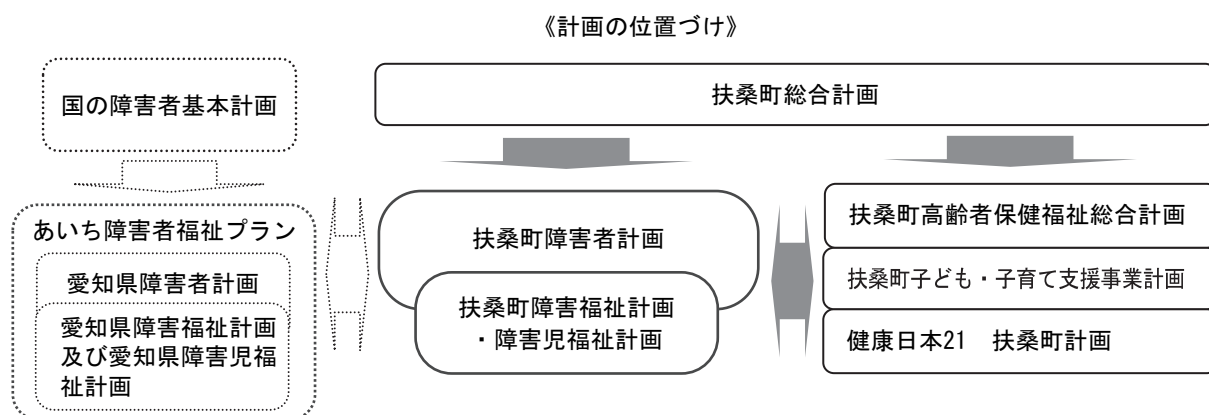 《計画の位置づけ》
国の障害者基本計画
扶桑町総合計画
あいち障害者福祉プラン
愛知県障害者計画
愛知県障害福祉計画
及び愛知県障害児福
祉計画
扶桑町障害者計画
扶桑町障害福祉計画
・障害児福祉計画
扶桑町高齢者保健福祉総合計画
扶桑町子ども・子育て支援事業計画
健康日本21　扶桑町計画